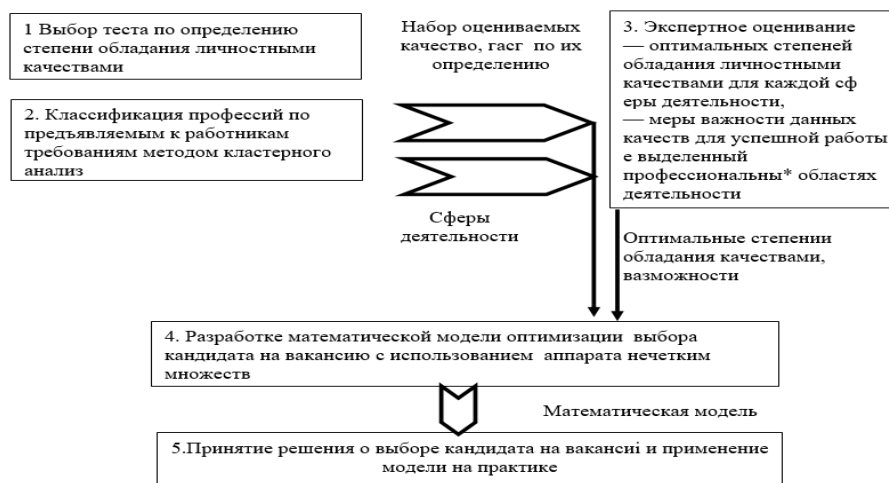 1 Выбор теста по определению
степени обладания личностными
качествами
Набор оцениваемых
качество, гасг по их
определению
3. Экспертное оценивание
— оптимальных степеней
обладания личностными
качествами для каждой сф
еры деятельности,
— меры важности данных
качеств для успешной работы
е выделенный
профессиональны* областях
деятельности
2. Классификация профессий по
предъявляемым к работникам
требованиям методом кластерного
анализ
Сферы
деятельности
Оптимальные степении
обладания качествами,
вазможности
4. Разработке математической модели оптимизации выбора
кандидата на вакансию с использованием аппарата нечетким
множеств
Математическая модель
5.Принятие решения о выборе кандидата на вакансиі и применение
модели на практике